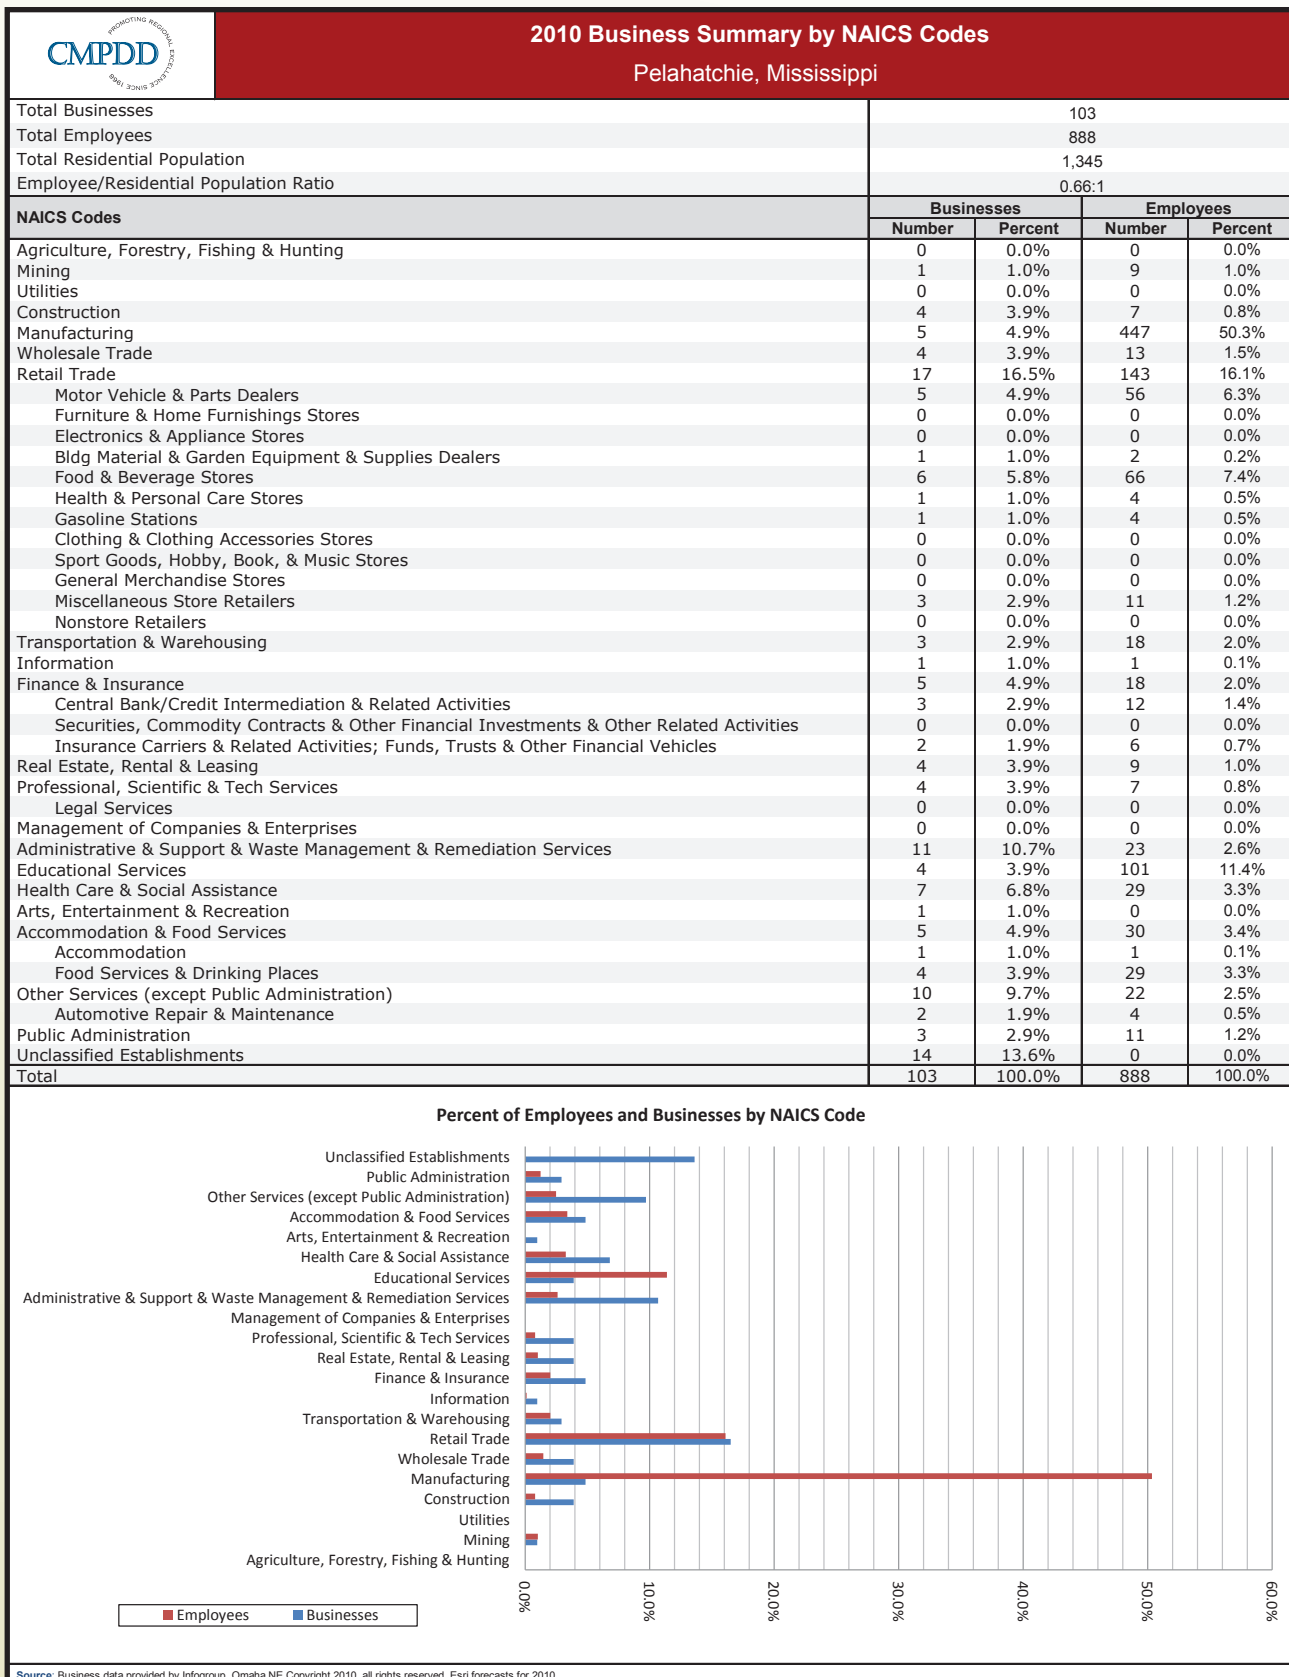 PROMOTING REGIONAL EXCELLENCE SINCE 1968
CMPDD
2010 Business Summary by NAICS Codes
Pelahatchie, Mississippi
Total Businesses 103
Total Employees 888
Total Residential Population 1,345
Employee/Residential Population Ratio 0.66:1
NAICS Codes Businesses Employees
Number Percent Number Percent
Agriculture, Forestry, Fishing & Hunting 0 0.0% 0 0.0%
Mining 1 1.0% 9 1.0%
Utilities 0 0.0% 0 0.0%
Construction 4 3.9% 7 0.8%
Manufacturing 5 4.9% 447 50.3%
Wholesale Trade 4 3.9% 13 1.5%
Retail Trade 17 16.5% 143 16.1%
Motor Vehicle & Parts Dealers 5 4.9% 56 6.3%
Furniture & Home Furnishings Stores 0 0.0% 0 0.0%
Electronics & Appliance Stores 0 0.0% 0 0.0%
Bldg Material & Garden Equipment & Supplies Dealers 1 1.0% 2 0.2%
Food & Beverage Stores 6 5.8% 66 7.4%
Health & Personal Care Stores 1 1.0% 4 0.5%
Gasoline Stations 1 1.0% 4 0.5%
Clothing & Clothing Accessories Stores 0 0.0% 0 0.0%
Sport Goods, Hobby, Book, & Music Stores 0 0.0% 0 0.0%
General Merchandise Stores 0 0.0% 0 0.0%
Miscellaneous Store Retailers 3 2.9% 11 1.2%
Nonstore Retailers 0 0.0% 0 0.0%
Transportation & Warehousing 3 2.9% 18 2.0%
Information 1 1.0% 1 0.1%
Finance & Insurance 5 4.9% 18 2.0%
Central Bank/Credit Intermediation & Related Activities 3 2.9% 12 1.4%
Securities, Commodity Contracts & Other Financial Investments & Other Related Activities 0 0.0% 0 0.0%
Insurance Carriers & Related Activities; Funds, Trusts & Other Financial Vehicles 2 1.9% 6 0.7%
Real Estate, Rental & Leasing 4 3.9% 9 1.0%
Professional, Scientific & Tech Services 4 3.9% 7 0.8%
Legal Services 0 0.0% 0 0.0%
Management of Companies & Enterprises 0 0.0% 0 0.0%
Administrative & Support & Waste Management & Remediation Services 11 10.7% 23 2.6%
Educational Services 4 3.9% 101 11.4%
Health Care & Social Assistance 7 6.8% 29 3.3%
Arts, Entertainment & Recreation 1 1.0% 0 0.0%
Accommodation & Food Services 5 4.9% 30 3.4%
Accommodation 1 1.0% 1 0.1%
Food Services & Drinking Places 4 3.9% 29 3.3%
Other Services (except Public Administration) 10 9.7% 22 2.5%
Automotive Repair & Maintenance 2 1.9% 4 0.5%
Public Administration 3 2.9% 11 1.2%
Unclassified Establishments 14 13.6% 0 0.0%
Total 103 100.0% 888 100.0%
Percent of Employees and Businesses by NAICS Code
Unclassified Establishments
Public Administration
Other Services (except Public Administration)
Accommodation & Food Services
Arts, Entertainment & Recreation
Health Care & Social Assistance
Educational Services
Administrative & Support & Waste Management & Remediation Services
Management of Companies & Enterprises
Professional, Scientific & Tech Services
Real Estate, Rental & Leasing
Finance & Insurance
Information
Transportation & Warehousing
Retail Trade
Wholesale Trade
Manufacturing
Construction
Utilities
Mining
Agriculture, Forestry, Fishing & Hunting
0.0% 10.0% 20.0% 30.0% 40.0% 50.0% 60.0%
Employees Businesses
Source: Business data provided by Infogroup, Omaha NE Copyright 2010, all rights reserved. Esri forecasts for 2010.